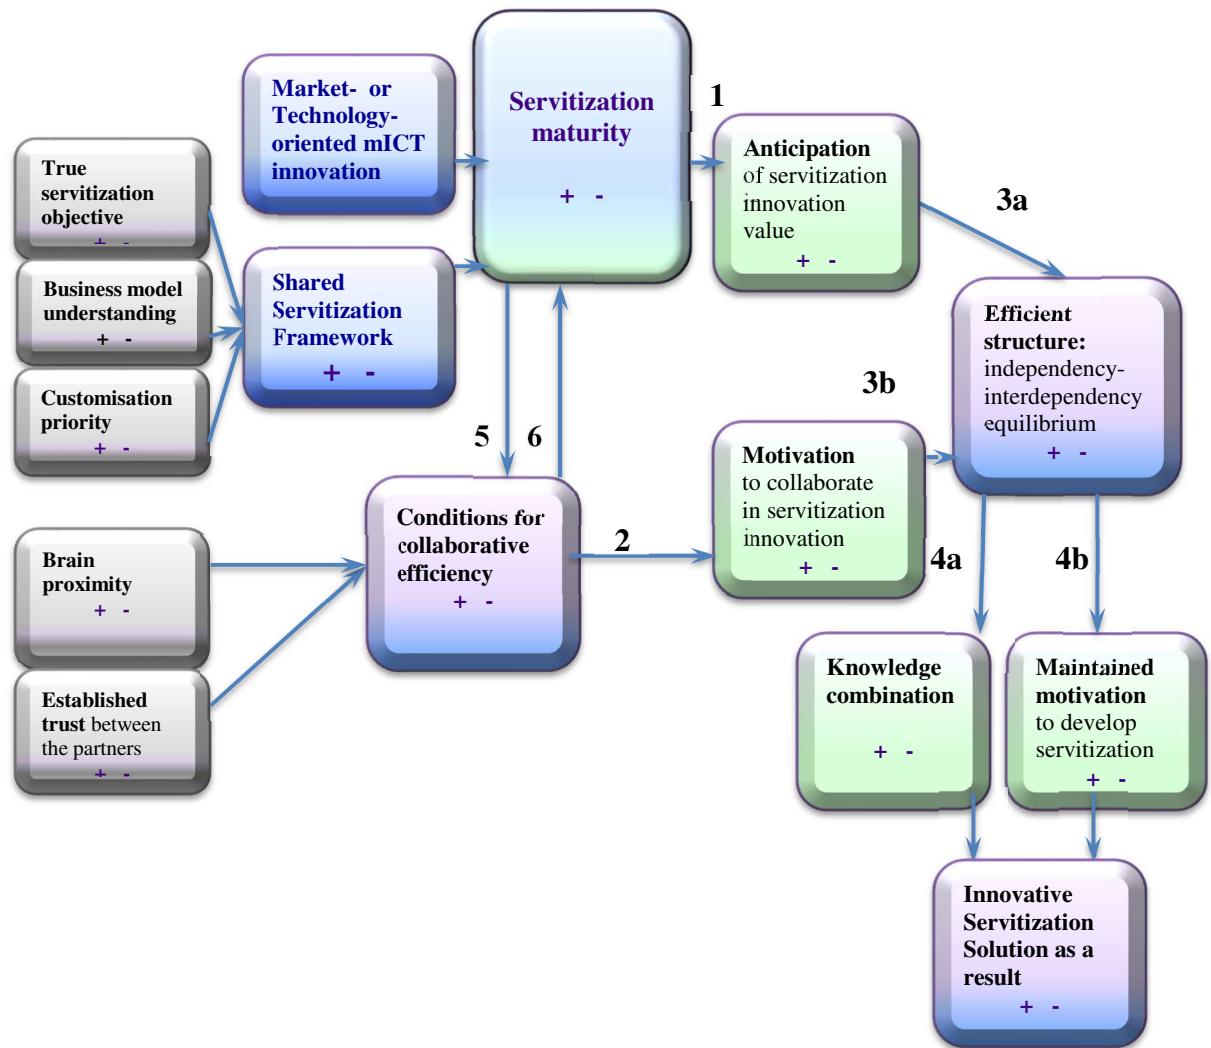 Market- or
Technology-
oriented mICT
innovation
Servitization
maturity
+ -
1
Anticipation
of servitization
innovation
value
+ -
3a
True
servitization
objective
+ -
Business model
understanding
+ -
Customisation
priority
+ -
Shared
Servitization
Framework
+ -
Efficient
structure:
independency-
interdependency
equilibrium
+ -
3b
5
6
Motivation
to collaborate
in servitization
innovation
+ -
Conditions for
collaborative
efficiency
+ -
2
4a
4b
Brain
proximity
+ -
Established
trust between
the partners
+ -
Knowledge
combination
+ -
Maintained
motivation
to develop
servitization
+ -
Innovative
Servitization
Solution as a
result
+ -